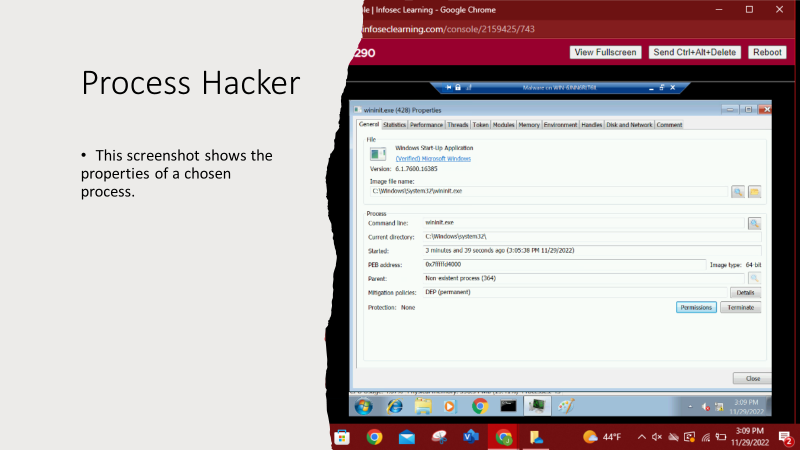 Process Hacker
• This screenshot shows the
properties of a chosen
process.
le | Infosec Learning - Google Chrome
infoseclearning.com/console/2159425/743
290
View Fullscreen Send Ctrl+Alt+Delete Reboot
Malware on
wininit.exe (428) Properties
General Statistics Performance Threads Token Modules Memory Environment Handles Disk and Network Comment
File
Windows Start-Up Application
(Verified) Microsoft Windows
Version: 6.1.7600.16385
Image file name:
C:\Windows\System32\wininit.exe
Process
Command line: wininit.exe
Current directory: C:\Windows\system32\
Started: 3 minutes and 39 seconds ago (3:05:38 PM 11/29/2022)
PEB address: 0x7fffffd4000 Image type: 64-bit
Parent: Non-existent process (364)
Mitigation policies: DEP (permanent) Details
Protection: None Permissions Terminate
Close
3:09 PM
11/29/2022
44°F
3:09 PM
11/29/2022
2